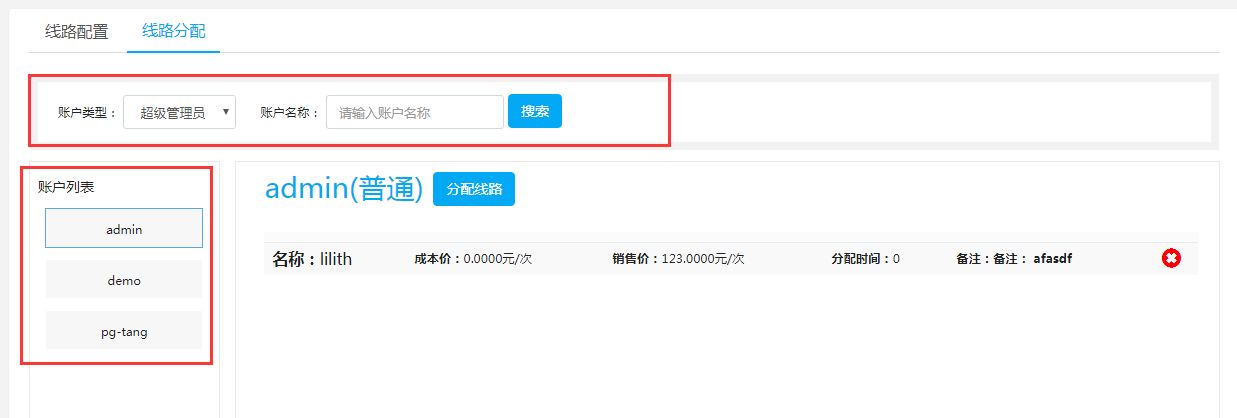 线路配置 线路分配
账户类型： 超级管理员 账户名称： 请输入账户名称 搜索
账户列表
admin
demo
pg-tang
admin(普通) 分配线路
名称：lilith 成本价：0.0000元/次 销售价：123.0000元/次 分配时间：0 备注：备注： afasdf